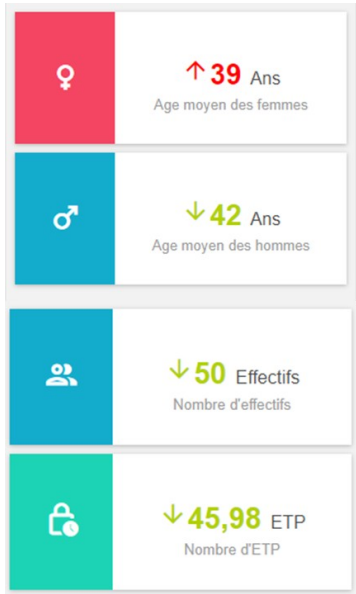 ↑ 39 Ans
Age moyen des femmes
↓ 42 Ans
Age moyen des hommes
↓ 50 Effectifs
Nombre d'effectifs
↓ 45,98 ETP
Nombre d'ETP